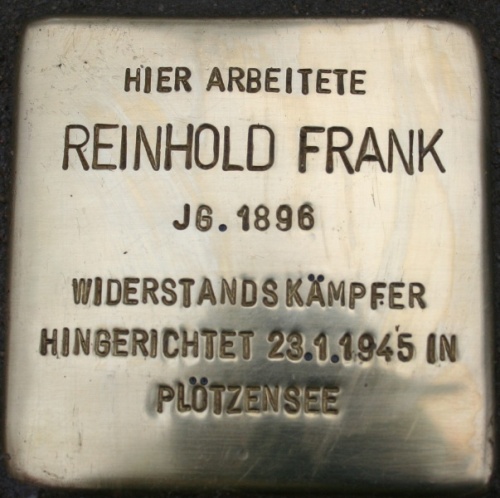 HIER ARBEITETE
REINHOLD FRANK
JG. 1896
WIDERSTANDSKÄMPFER
HINGERICHTET 23.1.1945 IN
PLÖTZENSEE